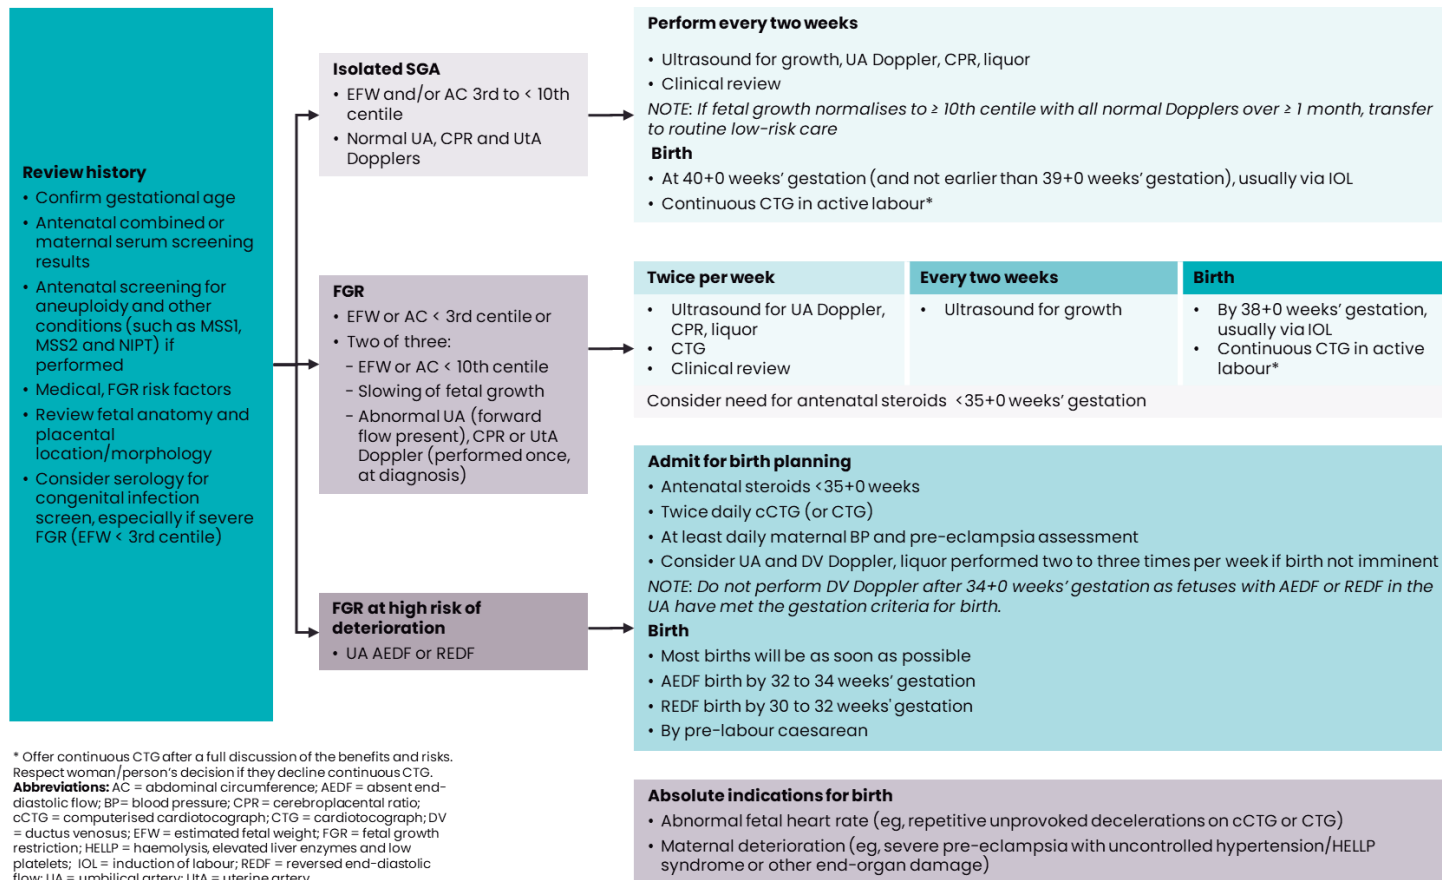 Review history
• Confirm gestational age
• Antenatal combined or
maternal serum screening
results
• Antenatal screening for
aneuploidy and other
conditions (such as MSS1,
MSS2 and NIPT) if
performed
• Medical, FGR risk factors
• Review fetal anatomy and
placental
location/morphology
• Consider serology for
congenital infection
screen, especially if severe
FGR (EFW < 3rd centile)
Isolated SGA
• EFW and/or AC 3rd to < 10th
centile
• Normal UA, CPR and UtA
Dopplers
Perform every two weeks
• Ultrasound for growth, UA Doppler, CPR, liquor
• Clinical review
NOTE: If fetal growth normalises to ≥ 10th centile with all normal Dopplers over ≥ 1 month, transfer
to routine low-risk care
Birth
• At 40+0 weeks' gestation (and not earlier than 39+0 weeks' gestation), usually via IOL
• Continuous CTG in active labour*
FGR
• EFW or AC < 3rd centile or
• Two of three:
- EFW or AC < 10th centile
- Slowing of fetal growth
- Abnormal UA (forward
flow present), CPR or UtA
Doppler (performed once,
at diagnosis)
Twice per week
• Ultrasound for UA Doppler,
CPR, liquor
• CTG
• Clinical review
Every two weeks
• Ultrasound for growth
Birth
• By 38+0 weeks' gestation,
usually via IOL
• Continuous CTG in active
labour*
Consider need for antenatal steroids <35+0 weeks' gestation
FGR at high risk of
deterioration
• UA AEDF or REDF
Admit for birth planning
• Antenatal steroids <35+0 weeks
• Twice daily cCTG (or CTG)
• At least daily maternal BP and pre-eclampsia assessment
• Consider UA and DV Doppler, liquor performed two to three times per week if birth not imminent
NOTE: Do not perform DV Doppler after 34+0 weeks' gestation as fetuses with AEDF or REDF in the
UA have met the gestation criteria for birth.
Birth
• Most births will be as soon as possible
• AEDF birth by 32 to 34 weeks' gestation
• REDF birth by 30 to 32 weeks' gestation
• By pre-labour caesarean
Absolute indications for birth
• Abnormal fetal heart rate (eg, repetitive unprovoked decelerations on cCTG or CTG)
• Maternal deterioration (eg, severe pre-eclampsia with uncontrolled hypertension/HELLP
syndrome or other end-organ damage)
* Offer continuous CTG after a full discussion of the benefits and risks.
Respect woman/person's decision if they decline continuous CTG.
Abbreviations: AC = abdominal circumference; AEDF = absent end-
diastolic flow; BP= blood pressure; CPR = cerebroplacental ratio;
cCTG = computerised cardiotocograph; CTG = cardiotocograph; DV
= ductus venosus; EFW = estimated fetal weight; FGR = fetal growth
restriction; HELLP = haemolysis, elevated liver enzymes and low
platelets; IOL = induction of labour; REDF = reversed end-diastolic
flow; UA = umbilical artery; UtA = uterine artery